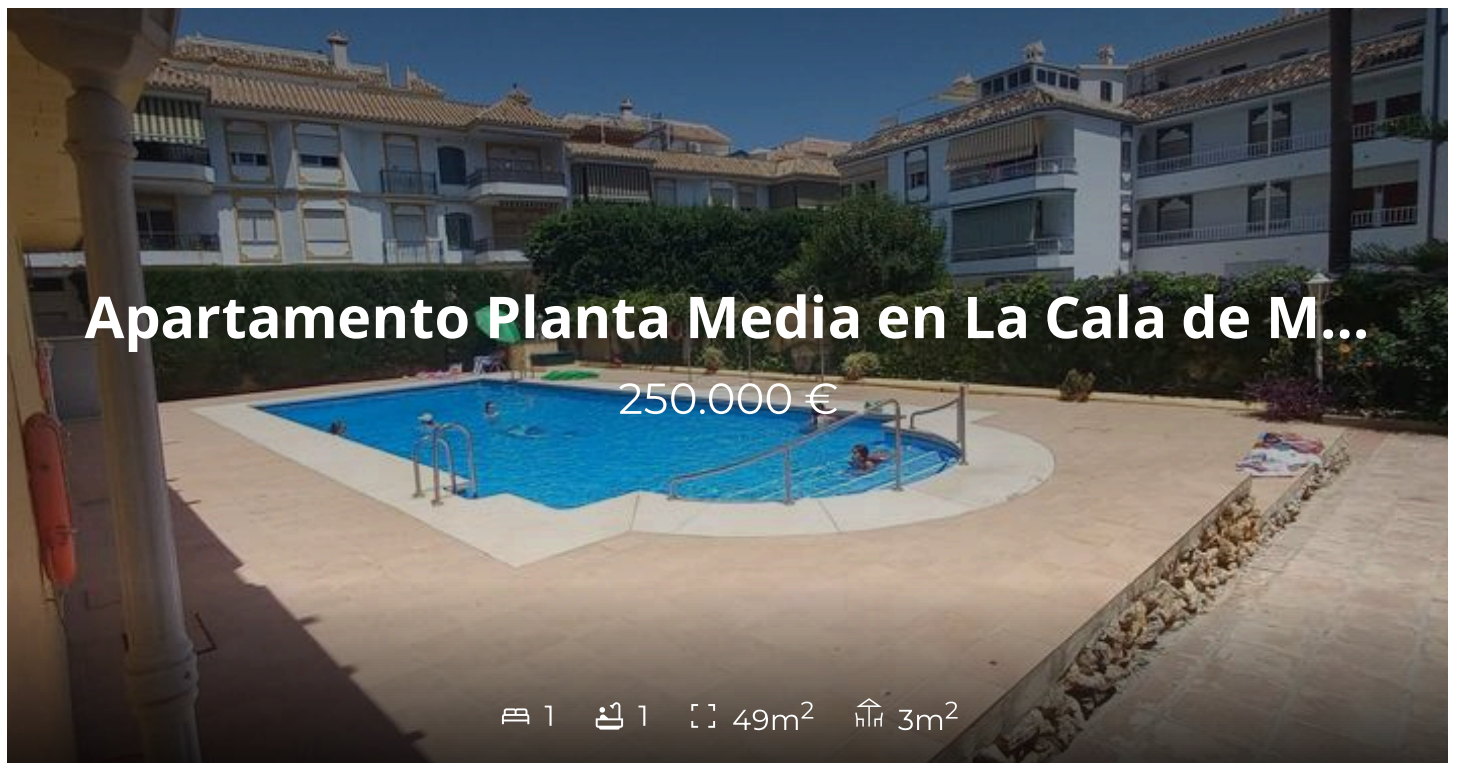 Apartamento Planta Media en La Cala de M...
250.000 €
1 1 49m² 3m²